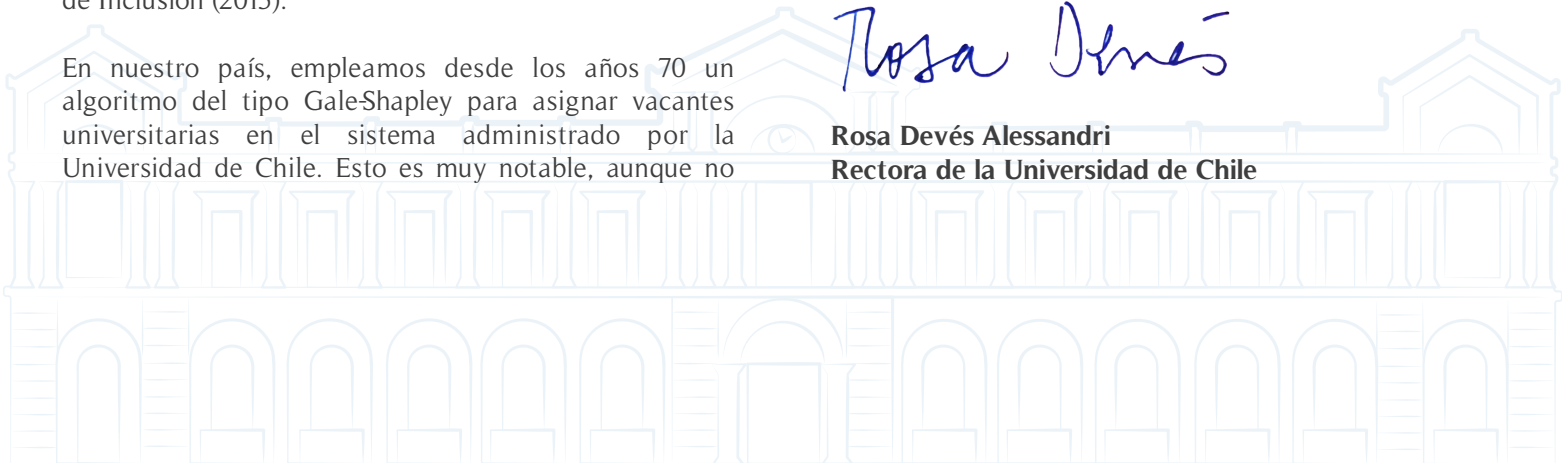 de Inclusión (2015).
En nuestro país, empleamos desde los años 70 un
algoritmo del tipo Gale-Shapley para asignar vacantes
universitarias en el sistema administrado por la
Universidad de Chile. Esto es muy notable, aunque no
Rosa Devés
Rosa Devés Alessandri
Rectora de la Universidad de Chile